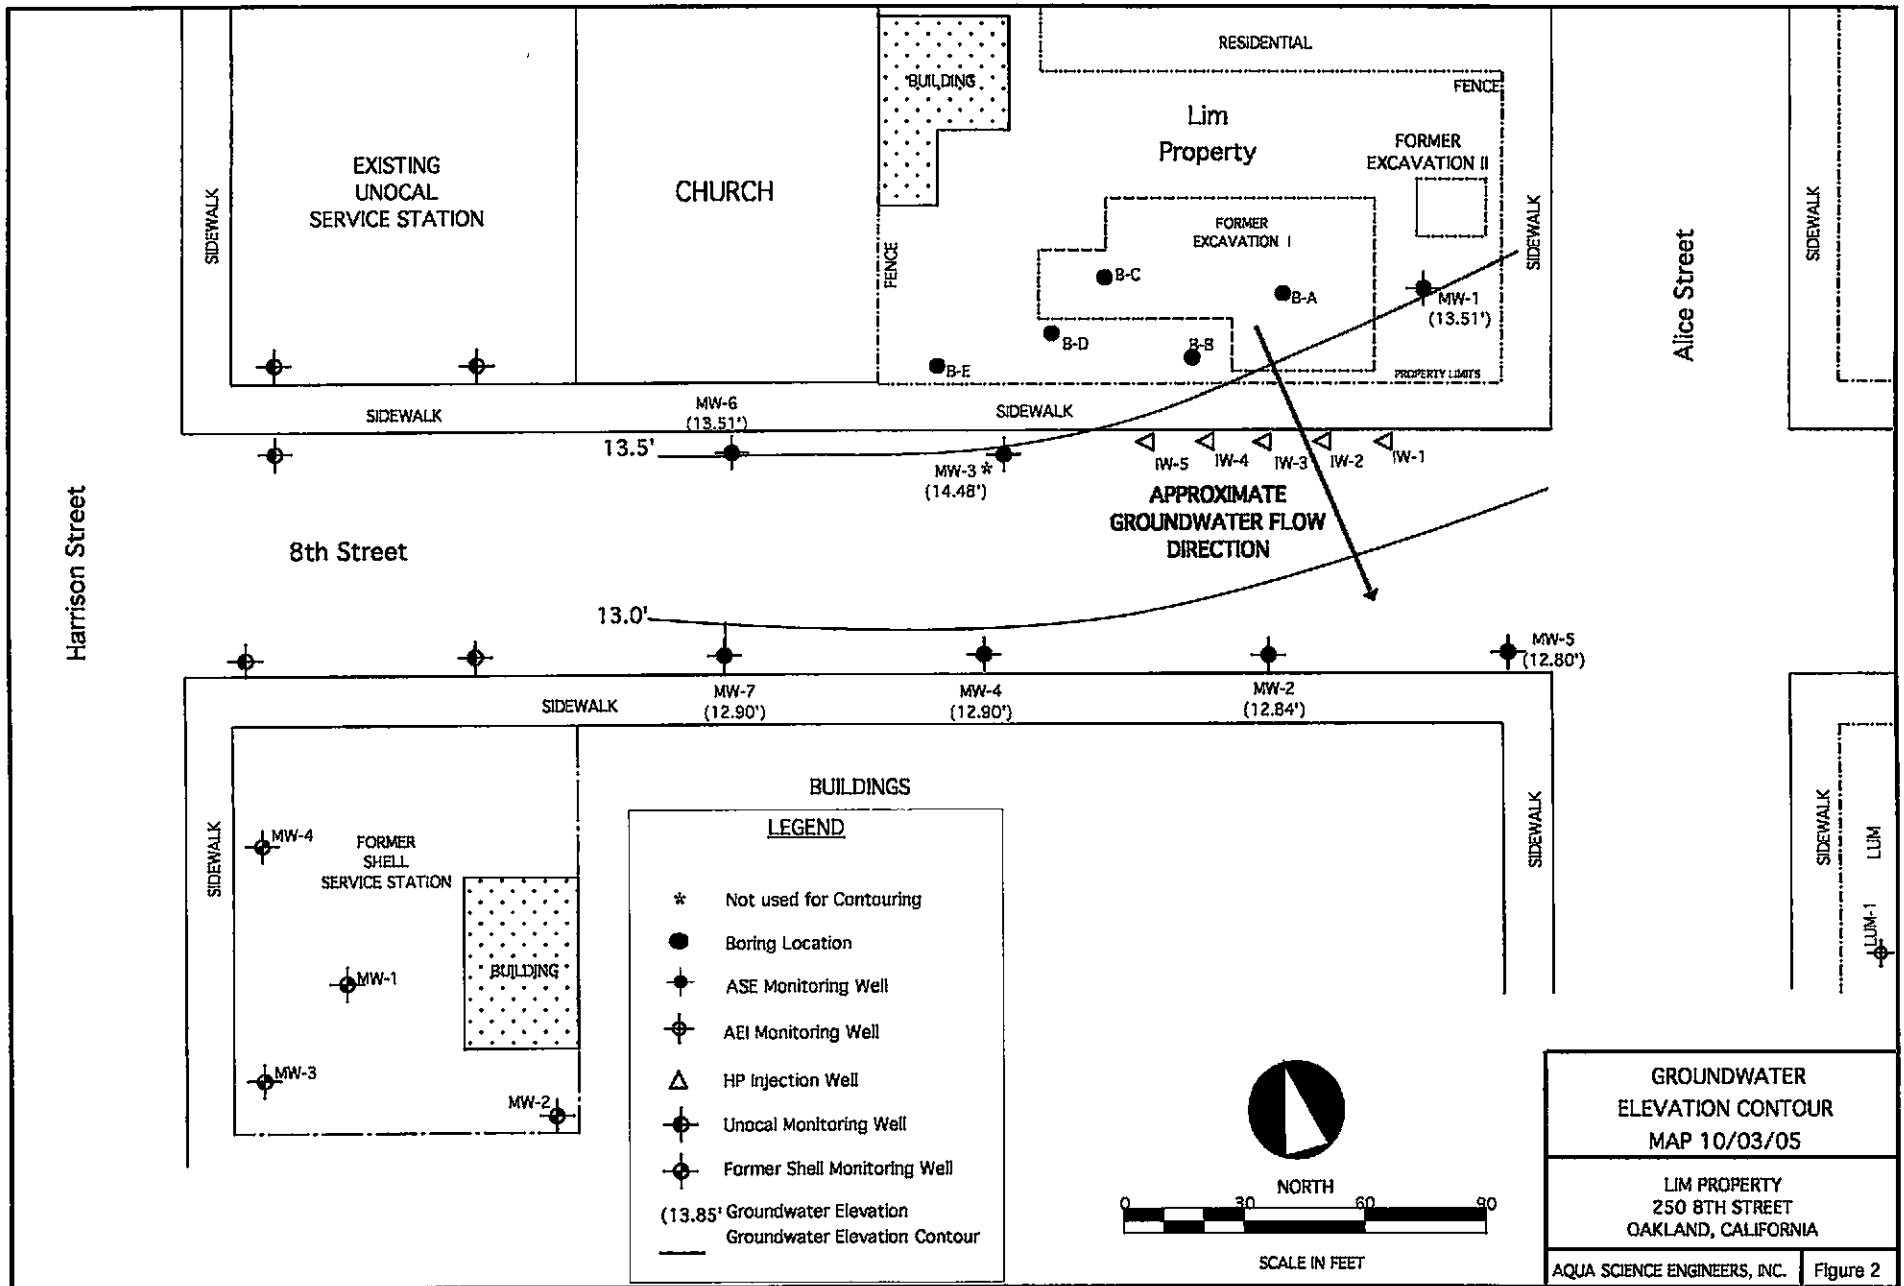 RESIDENTIAL
BUILDING
FENCE
Lim
Property
FORMER
EXCAVATION II
EXISTING
UNOCAL
SERVICE STATION
CHURCH
SIDEWALK
SIDEWALK
SIDEWALK
FORMER
EXCAVATION I
FENCE
B-C
B-A
MW-1
(13.51')
Alice Street
B-D
B-B
B-E
PROPERTY LIMITS
MW-6
(13.51')
SIDEWALK
SIDEWALK
13.5'
MW-3 *
(14.48')
IW-5
IW-4
IW-3
IW-2
IW-1
APPROXIMATE
GROUNDWATER FLOW
DIRECTION
Harrison Street
8th Street
13.0'
MW-5
(12.80')
MW-7
(12.90')
MW-4
(12.90')
MW-2
(12.84')
SIDEWALK
BUILDINGS
MW-4
FORMER
SHELL
SERVICE STATION
SIDEWALK
BUILDING
MW-1
MW-3
MW-2
SIDEWALK
SIDEWALK
LUM
LUM-1
LEGEND
* Not used for Contouring
Boring Location
ASE Monitoring Well
AEI Monitoring Well
HP Injection Well
Unocal Monitoring Well
Former Shell Monitoring Well
(13.85' Groundwater Elevation
Groundwater Elevation Contour
NORTH
0 30 60 90
SCALE IN FEET
GROUNDWATER
ELEVATION CONTOUR
MAP 10/03/05
LIM PROPERTY
250 8TH STREET
OAKLAND, CALIFORNIA
AQUA SCIENCE ENGINEERS, INC.
Figure 2